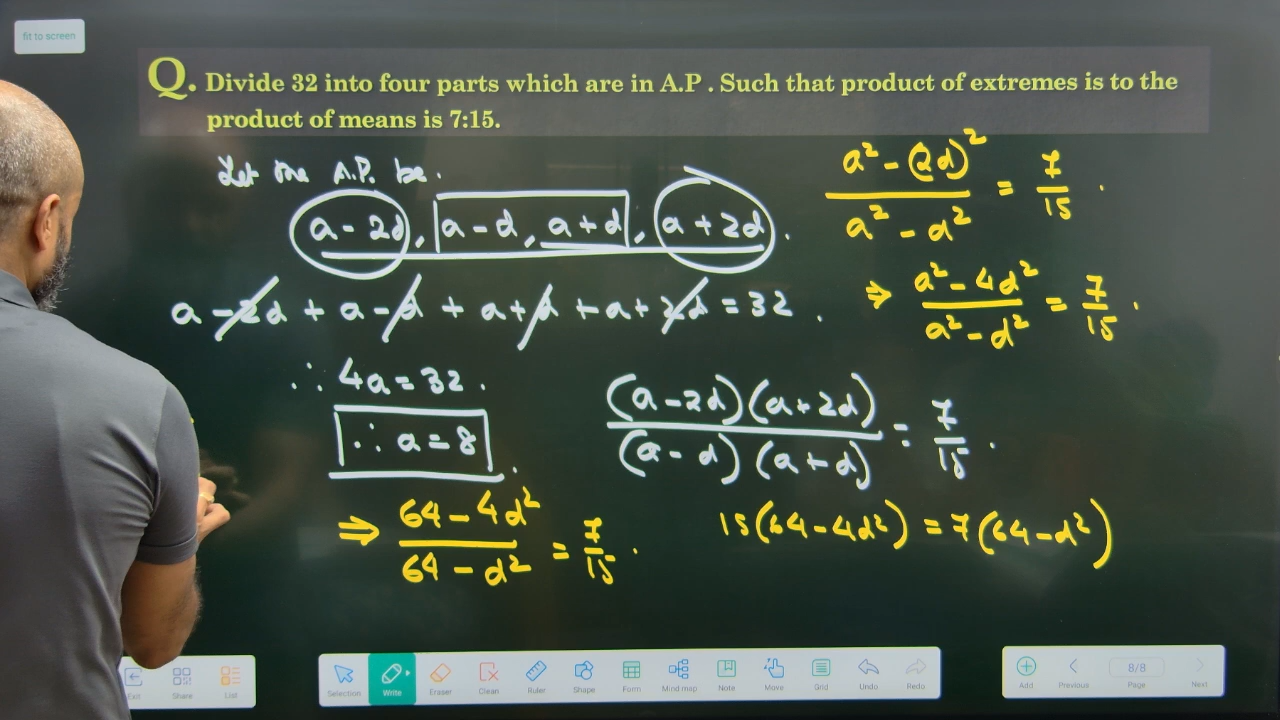 fit to screen
Q. Divide 32 into four parts which are in A.P . Such that product of extremes is to the
product of means is 7:15.
Let the A.P. be.
a - 2d, a - d, a + d, a + 2d.
a - 2d + a - d + a + d + a + 2d = 32.
∴ 4a = 32.
∴ a = 8.
(a - 2d)(a + 2d) / (a - d)(a + d) = 7/15.
a² - (2d)² / a² - d² = 7/15.
⇒ a² - 4d² / a² - d² = 7/15.
⇒ 64 - 4d² / 64 - d² = 7/15.
15(64 - 4d²) = 7(64 - d²)
Exit Share List
Selection Write Eraser Clean Ruler Shape Form Mind map Note Move Grid Undo Redo
Add Previous 8/8 Page Next